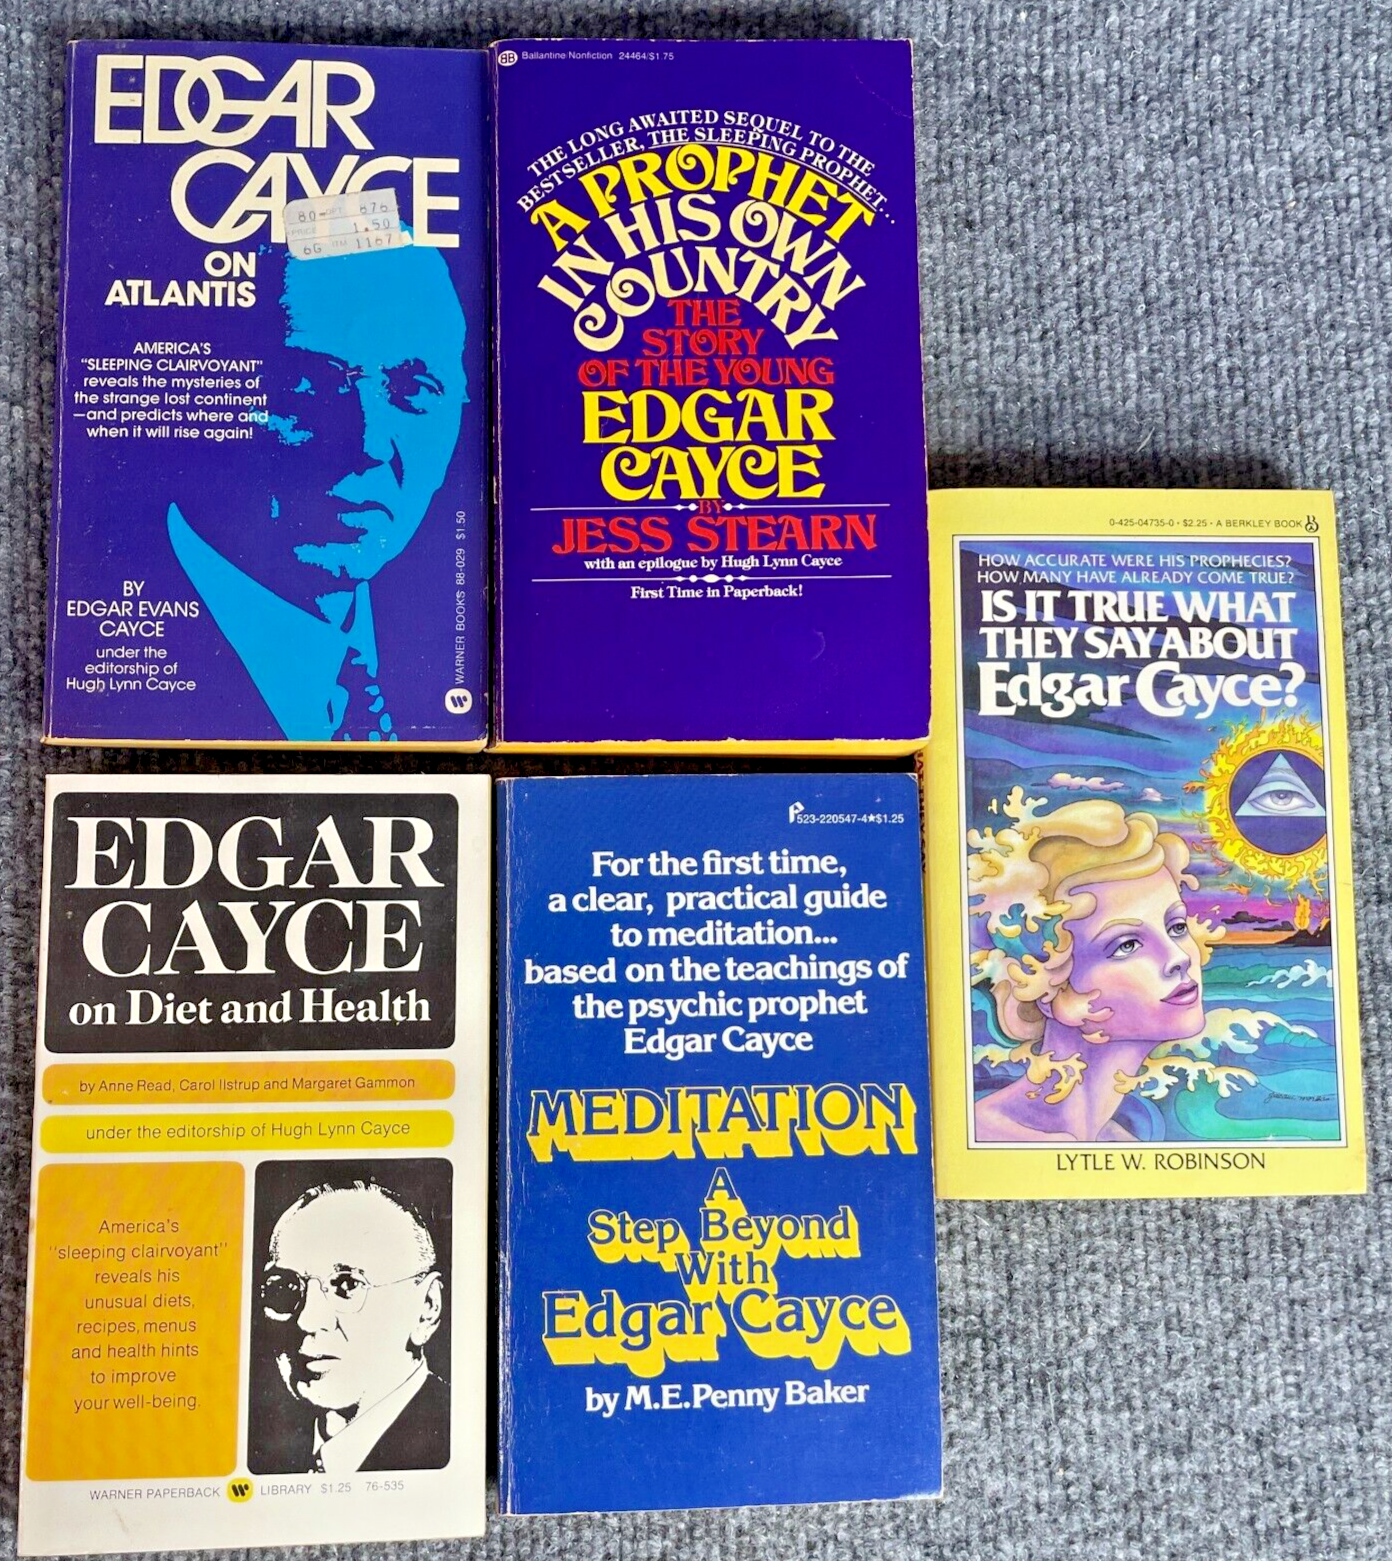 EDGAR
CAYCE
80 DPT 676
PRICE 1.50
6G ITM 1167
ON
ATLANTIS
AMERICA'S
"SLEEPING CLAIRVOYANT"
reveals the mysteries of
the strange lost continent
—and predicts where and
when it will rise again!
BY
EDGAR EVANS
CAYCE
under the
editorship of
Hugh Lynn Cayce
WARNER BOOKS 88-029 $1.50
BB Ballantine/Nonfiction 24464/$1.75
THE LONG AWAITED SEQUEL TO THE
BESTSELLER, THE SLEEPING PROPHET...
A PROPHET
IN HIS OWN
COUNTRY
THE
STORY
OF THE YOUNG
EDGAR
CAYCE
BY
JESS STEARN
with an epilogue by Hugh Lynn Cayce
First Time in Paperback!
0-425-04735-0 • $2.25 • A BERKLEY BOOK
HOW ACCURATE WERE HIS PROPHECIES?
HOW MANY HAVE ALREADY COME TRUE?
IS IT TRUE WHAT
THEY SAY ABOUT
Edgar Cayce?
LYTLE W. ROBINSON
EDGAR
CAYCE
on Diet and Health
by Anne Read, Carol Ilstrup and Margaret Gammon
under the editorship of Hugh Lynn Cayce
America's
"sleeping clairvoyant"
reveals his
unusual diets,
recipes, menus
and health hints
to improve
your well-being.
WARNER PAPERBACK W LIBRARY $1.25 76-535
P 523-220547-4★$1.25
For the first time,
a clear, practical guide
to meditation...
based on the teachings of
the psychic prophet
Edgar Cayce
MEDITATION
A
Step Beyond
With
Edgar Cayce
by M.E. Penny Baker